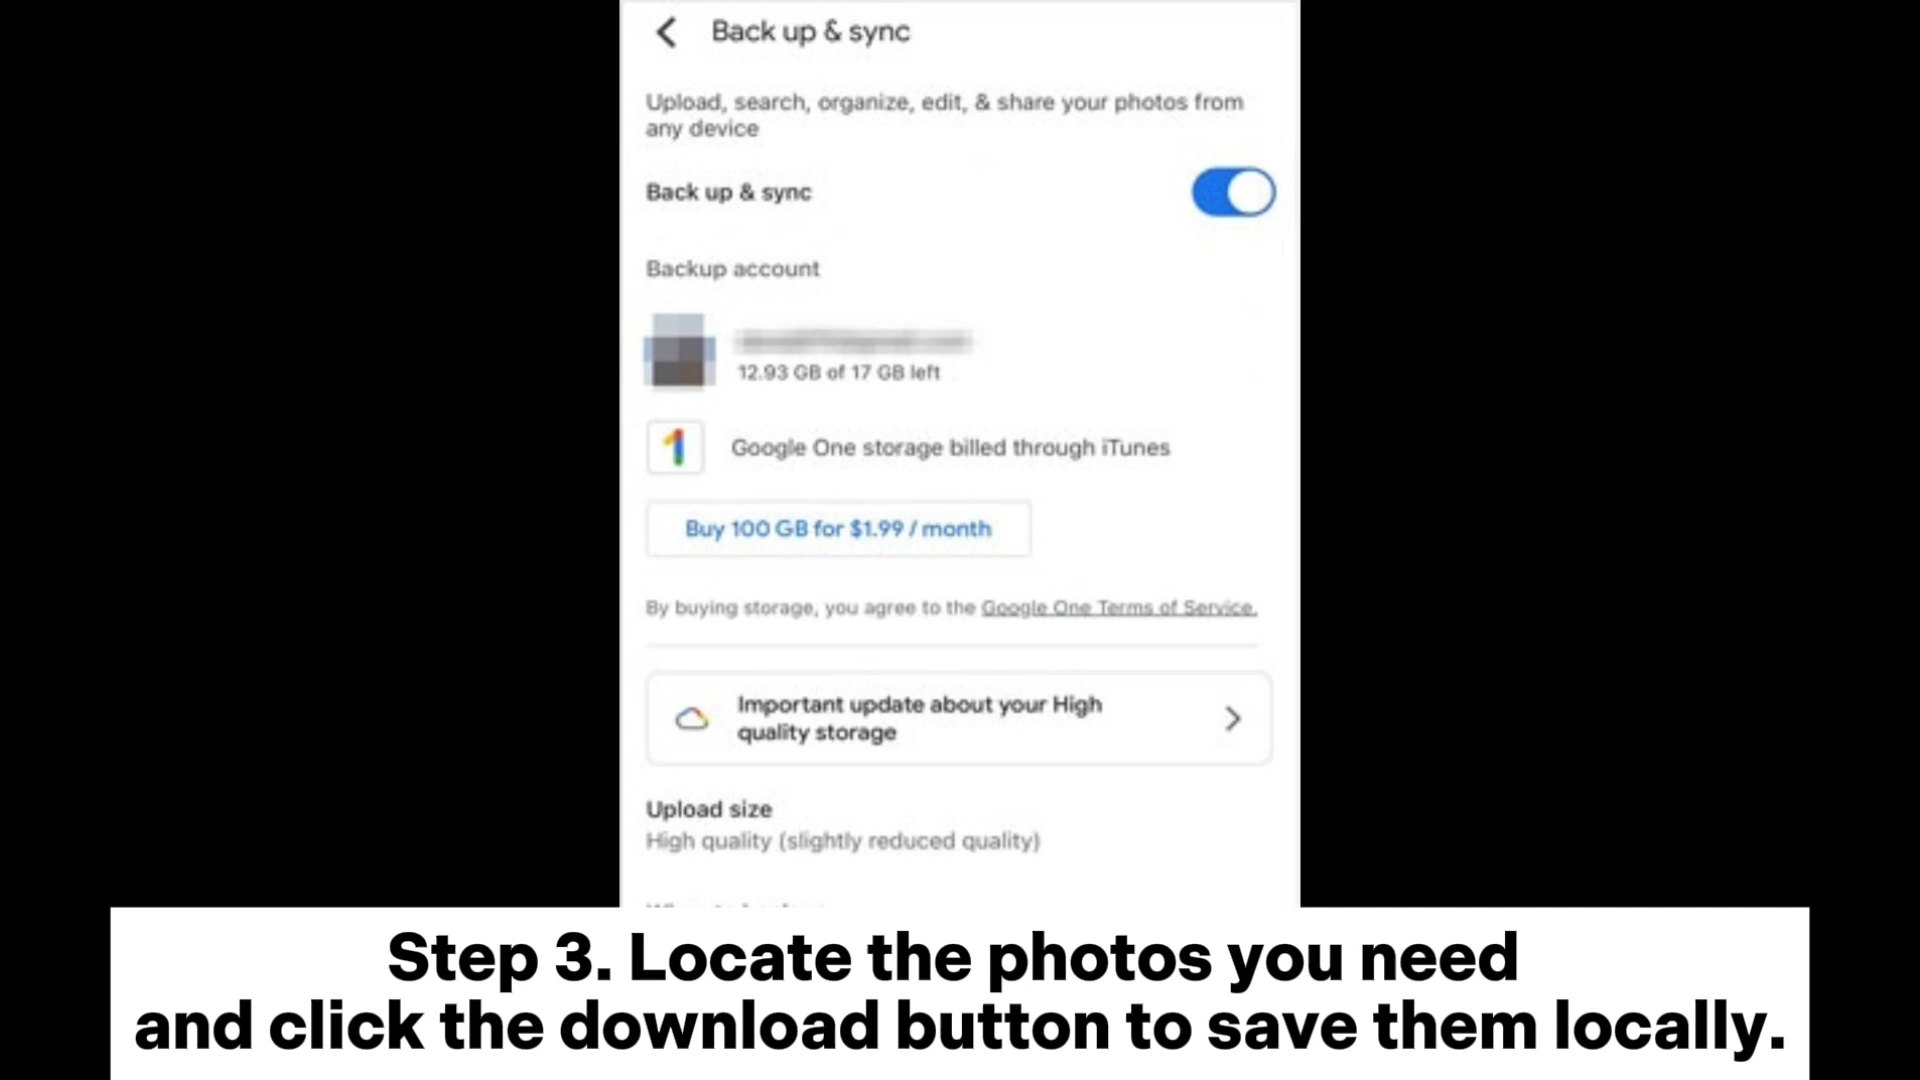 Back up & sync
Upload, search, organize, edit, & share your photos from
any device
Back up & sync
Backup account
12.93 GB of 17 GB left
Google One storage billed through iTunes
Buy 100 GB for $1.99 / month
By buying storage, you agree to the Google One Terms of Service.
Important update about your High
quality storage
Upload size
High quality (slightly reduced quality)
Step 3. Locate the photos you need
and click the download button to save them locally.